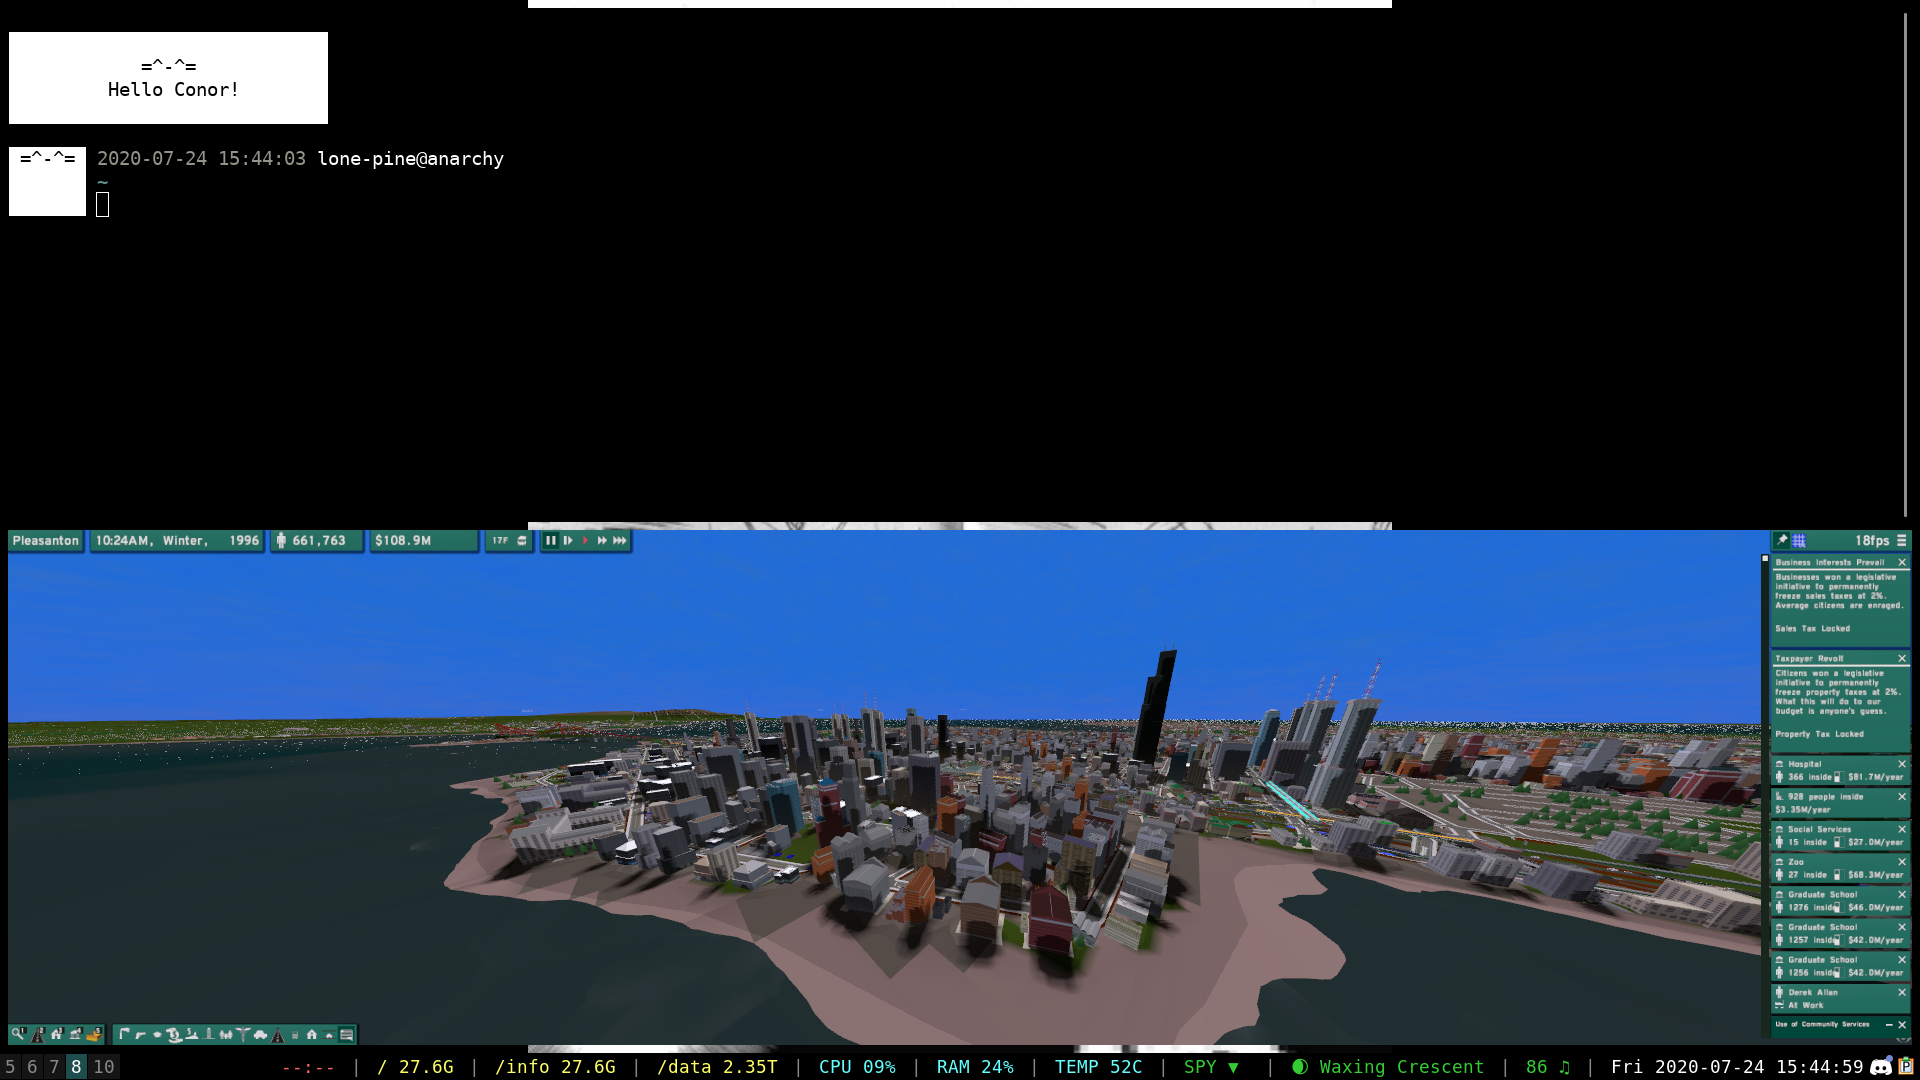 =^-^=
Hello Conor!
=^-^= 2020-07-24 15:44:03 lone-pine@anarchy
~
Pleasanton 10:24AM, Winter, 1996 661,763 $108.9M 17F
18fps
Business Interests Prevail
Businesses won a legislative
initiative to permanently
freeze sales taxes at 2%.
Average citizens are enraged.
Sales Tax Locked
Taxpayer Revolt
Citizens won a legislative
initiative to permanently
freeze property taxes at 2%.
What this will do to our
budget is anyone's guess.
Property Tax Locked
Hospital
366 inside $81.7M/year
928 people inside
$3.35M/year
Social Services
15 inside $27.0M/year
Zoo
27 inside $68.3M/year
Graduate School
1276 inside $46.0M/year
Graduate School
1257 inside $42.0M/year
Graduate School
1256 inside $42.0M/year
Derek Allan
At Work
Use of Community Services
5 6 7 8 10 --:-- | / 27.6G | /info 27.6G | /data 2.35T | CPU 09% | RAM 24% | TEMP 52C | SPY ▼ | Waxing Crescent | 86 ♫ | Fri 2020-07-24 15:44:59